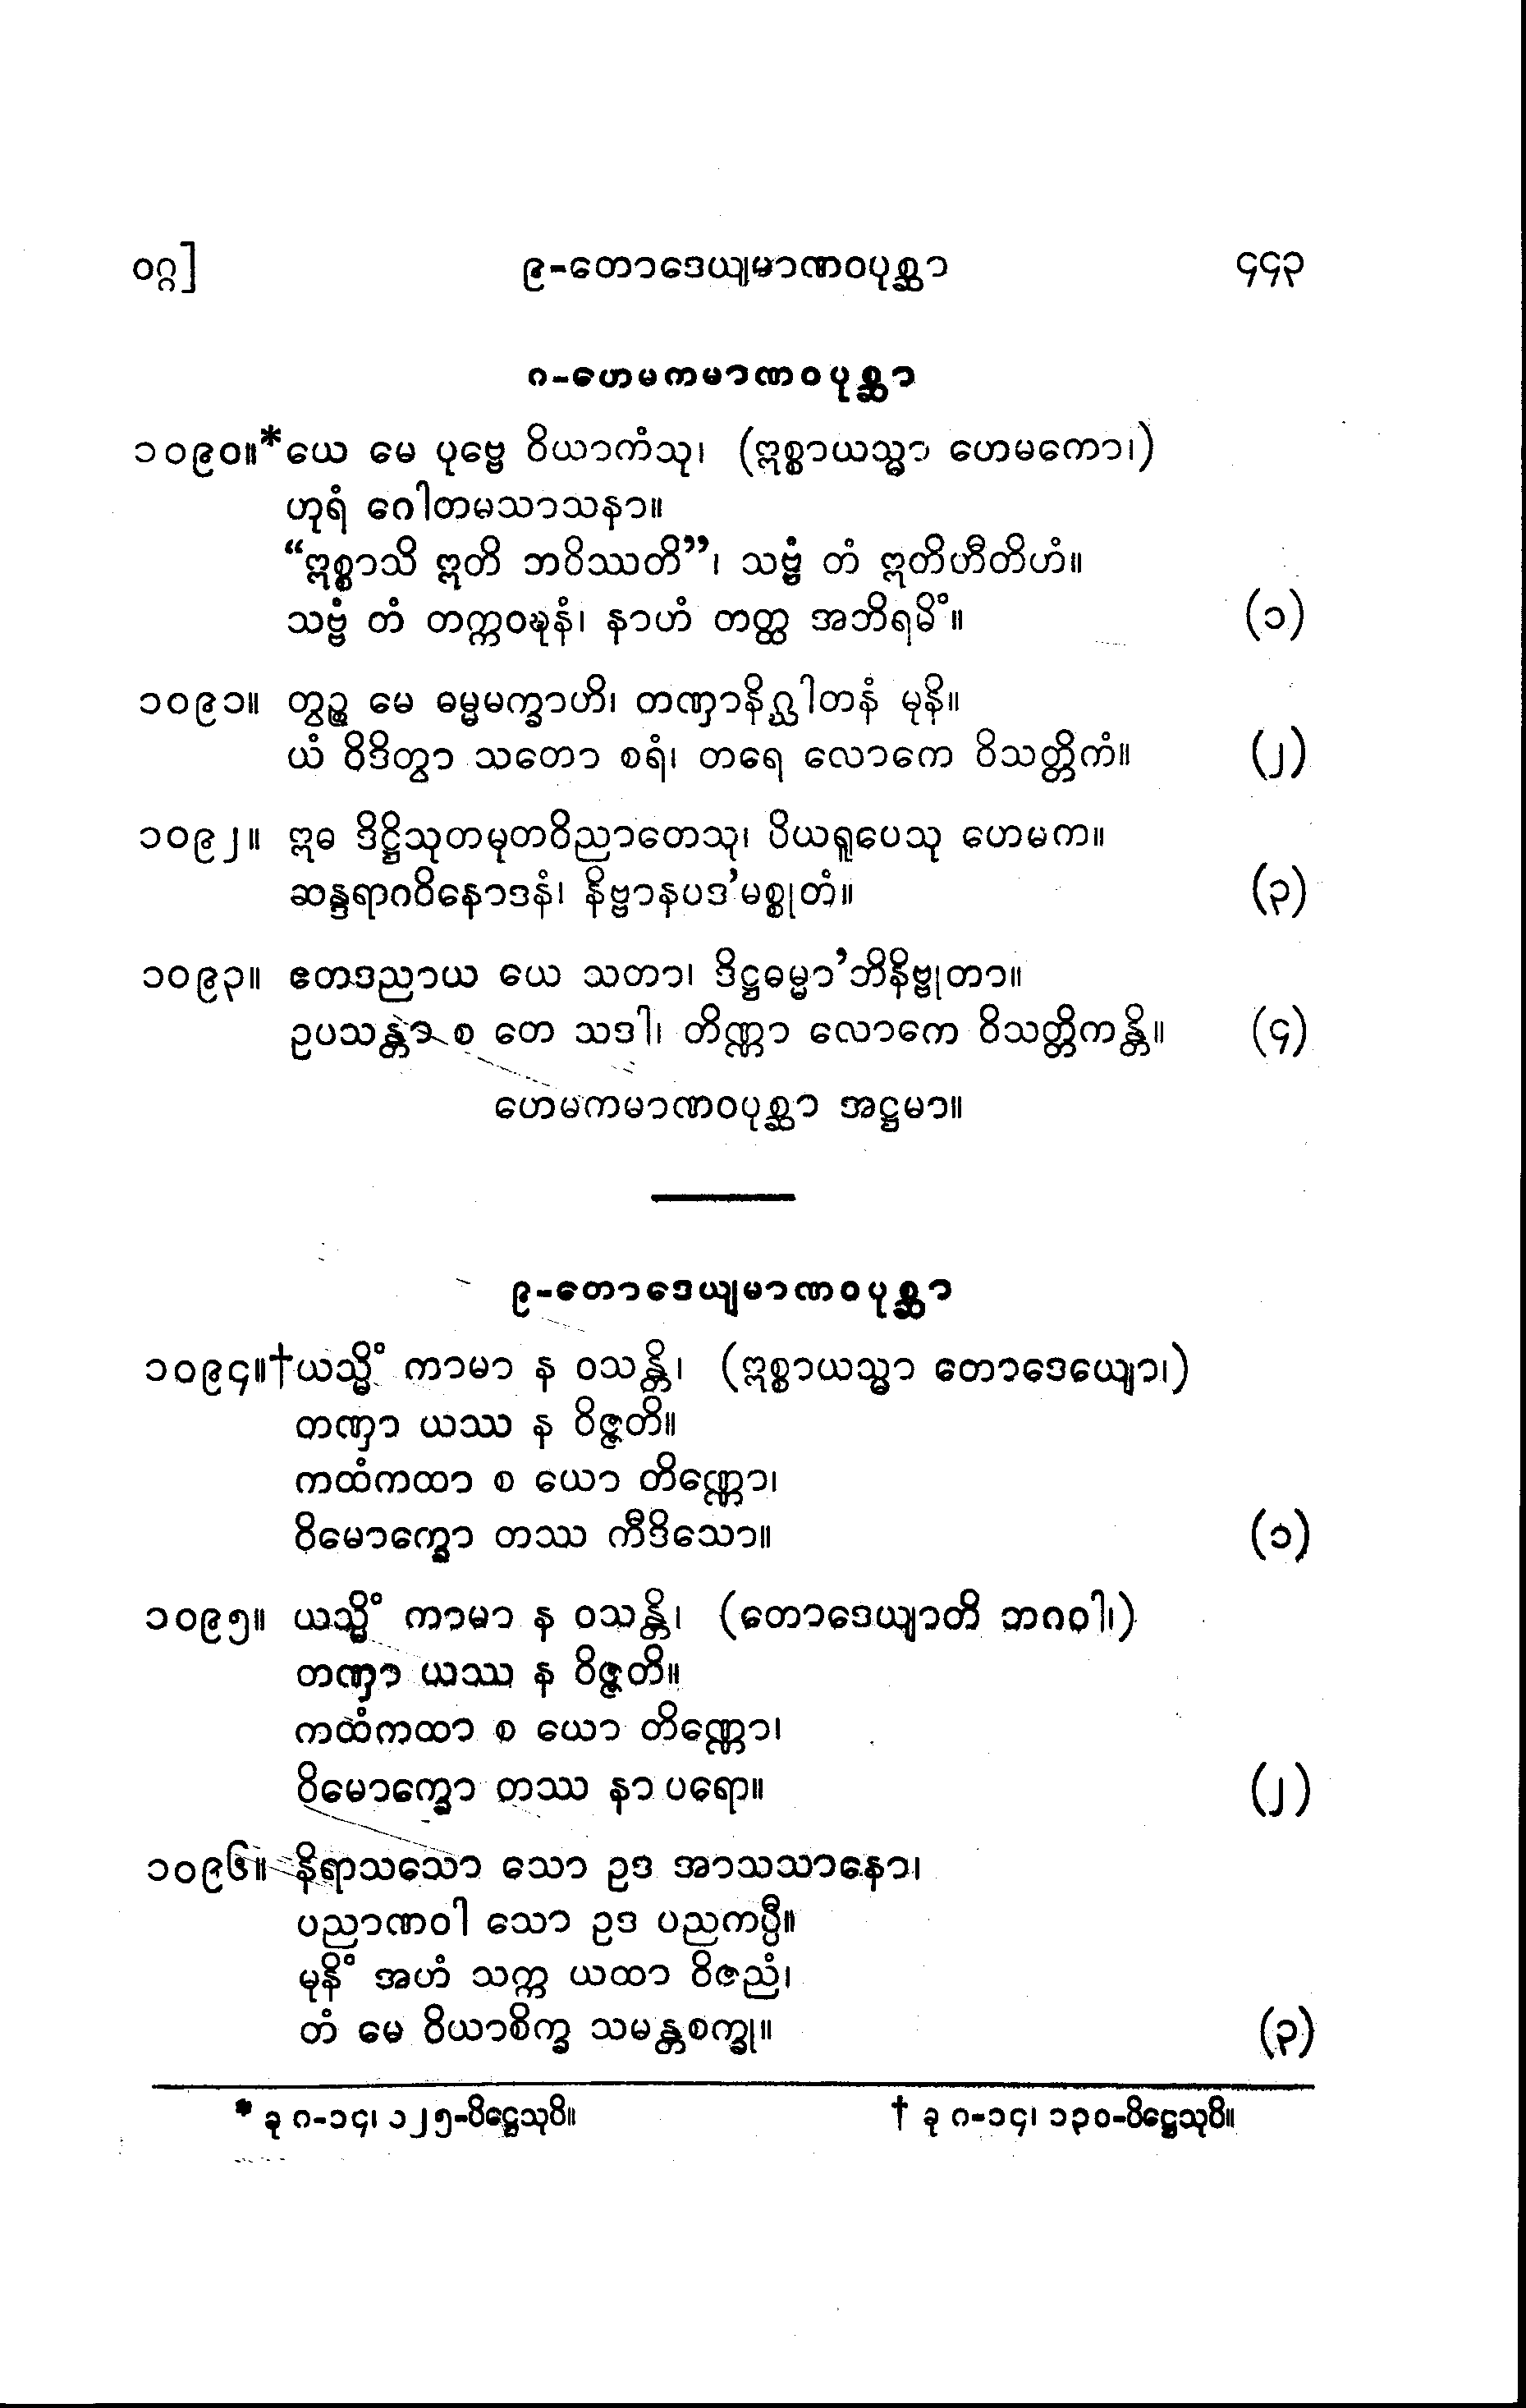 ဝဂ္ဂ] ၉-တောဒေယျမာဏဝပုစ္ဆာ ၄၄၃
ဂ-ဟေမကမာဏဝပုစ္ဆာ
၁၀၉၀။*ယေ မေ ပုဗ္ဗေ ဝိယာကံသု၊ (ဣစ္စာယသ္မာ ဟေမကော၊)
ဟုရံ ဂေါတမသာသနာ။
“ဣစ္စာသိ ဣတိ ဘဝိဿတိ”၊ သဗ္ဗံ တံ ဣတိဟီတိဟံ။
သဗ္ဗံ တံ တက္ကဝဍ္ဎနံ၊ နာဟံ တတ္ထ အဘိရမိံ။ (၁)
၁၀၉၁။ တွဉ္စ မေ ဓမ္မမက္ခာဟိ၊ တဏှာနိဂ္ဃါတနံ မုနိ။
ယံ ဝိဒိတွာ သတော စရံ၊ တရေ လောကေ ဝိသတ္တိကံ။ (၂)
၁၀၉၂။ ဣဓ ဒိဋ္ဌိသုတမုတဝိညာတေသု၊ ပိယရူပေသု ဟေမက။
ဆန္ဒရာဂဝိနောဒနံ၊ နိဗ္ဗာနပဒ’မစ္စုတံ။ (၃)
၁၀၉၃။ ဧတဒညာယ ယေ သတာ၊ ဒိဋ္ဌဓမ္မာ’ဘိနိဗ္ဗုတာ။
ဥပသန္တာ စ တေ သဒါ၊ တိဏ္ဏာ လောကေ ဝိသတ္တိကန္တိ။ (၄)
ဟေမကမာဏဝပုစ္ဆာ အဋ္ဌမာ။
၉-တောဒေယျမာဏဝပုစ္ဆာ
၁၀၉၄။†ယသ္မိံ ကာမာ န ဝသန္တိ၊ (ဣစ္စာယသ္မာ တောဒေယျော၊)
တဏှာ ယဿ န ဝိဇ္ဇတိ။
ကထံကထာ စ ယော တိဏ္ဏော၊
ဝိမောက္ခော တဿ ကီဒိသော။ (၁)
၁၀၉၅။ ယသ္မိံ ကာမာ န ဝသန္တိ၊ (တောဒေယျာတိ ဘဂဝါ၊)
တဏှာ ယဿ န ဝိဇ္ဇတိ။
ကထံကထာ စ ယော တိဏ္ဏော၊
ဝိမောက္ခော တဿ နာပရော။ (၂)
၁၀၉၆။ နိရာသသော သော ဥဒ အာသသာနော၊
ပညာဏဝါ သော ဥဒ ပညကပ္ပီ။
မုနိံ အဟံ သက္က ယထာ ဝိဇညံ၊
တံ မေ ဝိယာစိက္ခ သမန္တစက္ခု။ (၃)
* ခု ဂ-၁၄၊ ၁၂၅-ပိဋ္ဌေသုပိ။ † ခု ဂ-၁၄၊ ၁၃၀-ပိဋ္ဌေသုပိ။